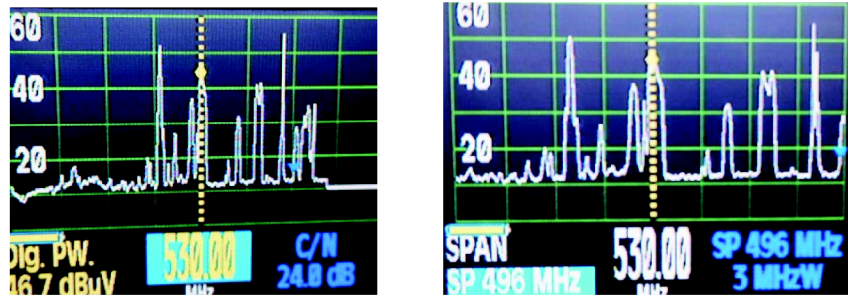 60
40
20
Dig. PW.
46.7 dBµV
530.00
MHz
C/N
24.0 dB
60
40
20
SPAN
SP 496 MHz
530.00
MHz
SP 496 MHz
3 MHzW